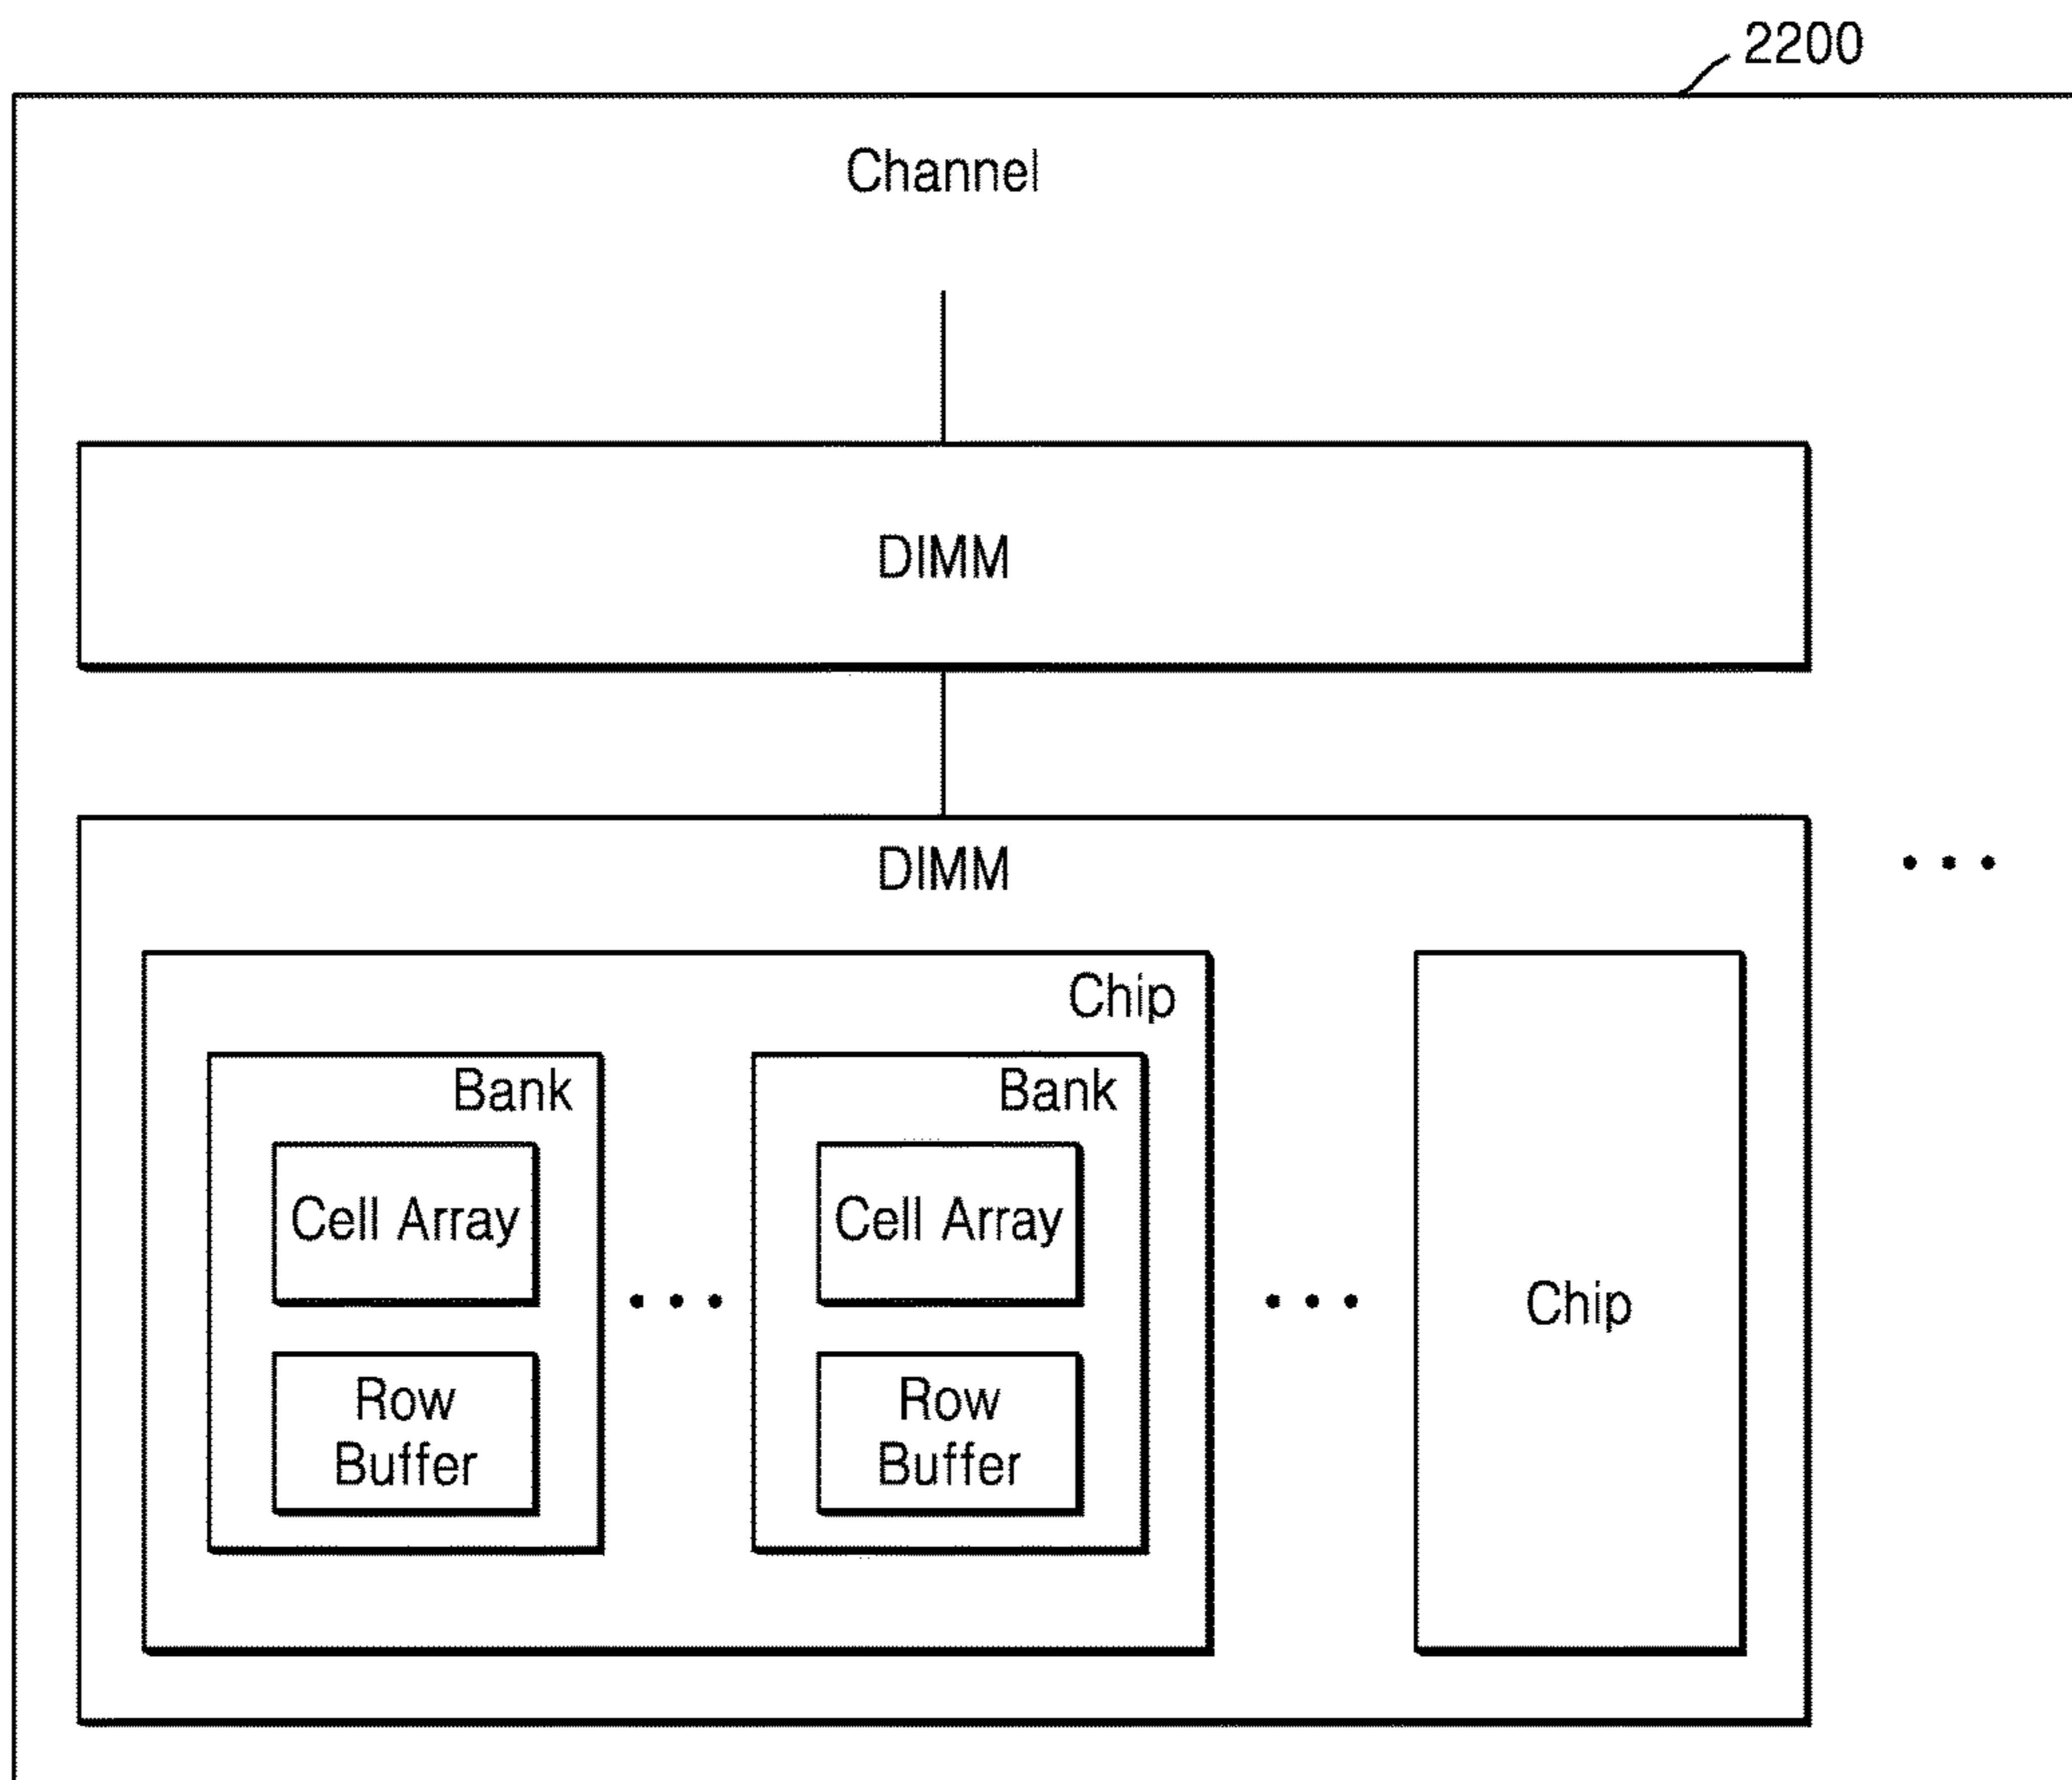 2200
Channel
DIMM
DIMM
Chip
Bank
Bank
Cell Array
Cell Array
Row
Buffer
Row
Buffer
Chip